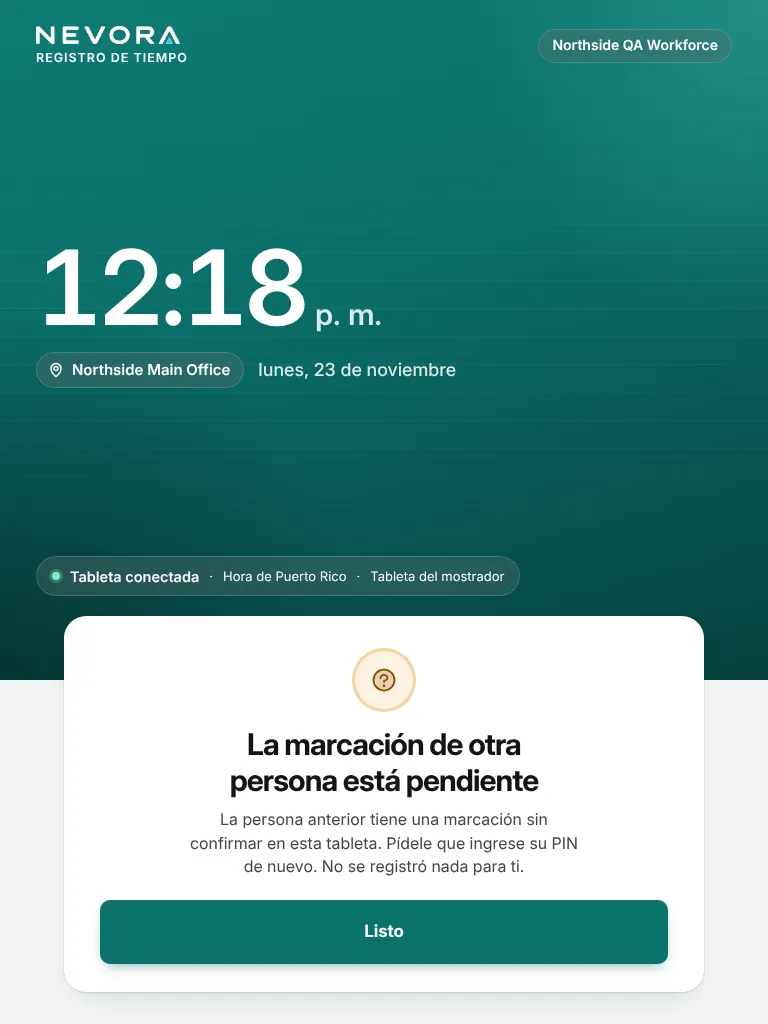 NEVORA
REGISTRO DE TIEMPO
Northside QA Workforce
12:18 p. m.
Northside Main Office
lunes, 23 de noviembre
Tableta conectada · Hora de Puerto Rico · Tableta del mostrador
La marcación de otra
persona está pendiente
La persona anterior tiene una marcación sin
confirmar en esta tableta. Pídele que ingrese su PIN
de nuevo. No se registró nada para ti.
Listo